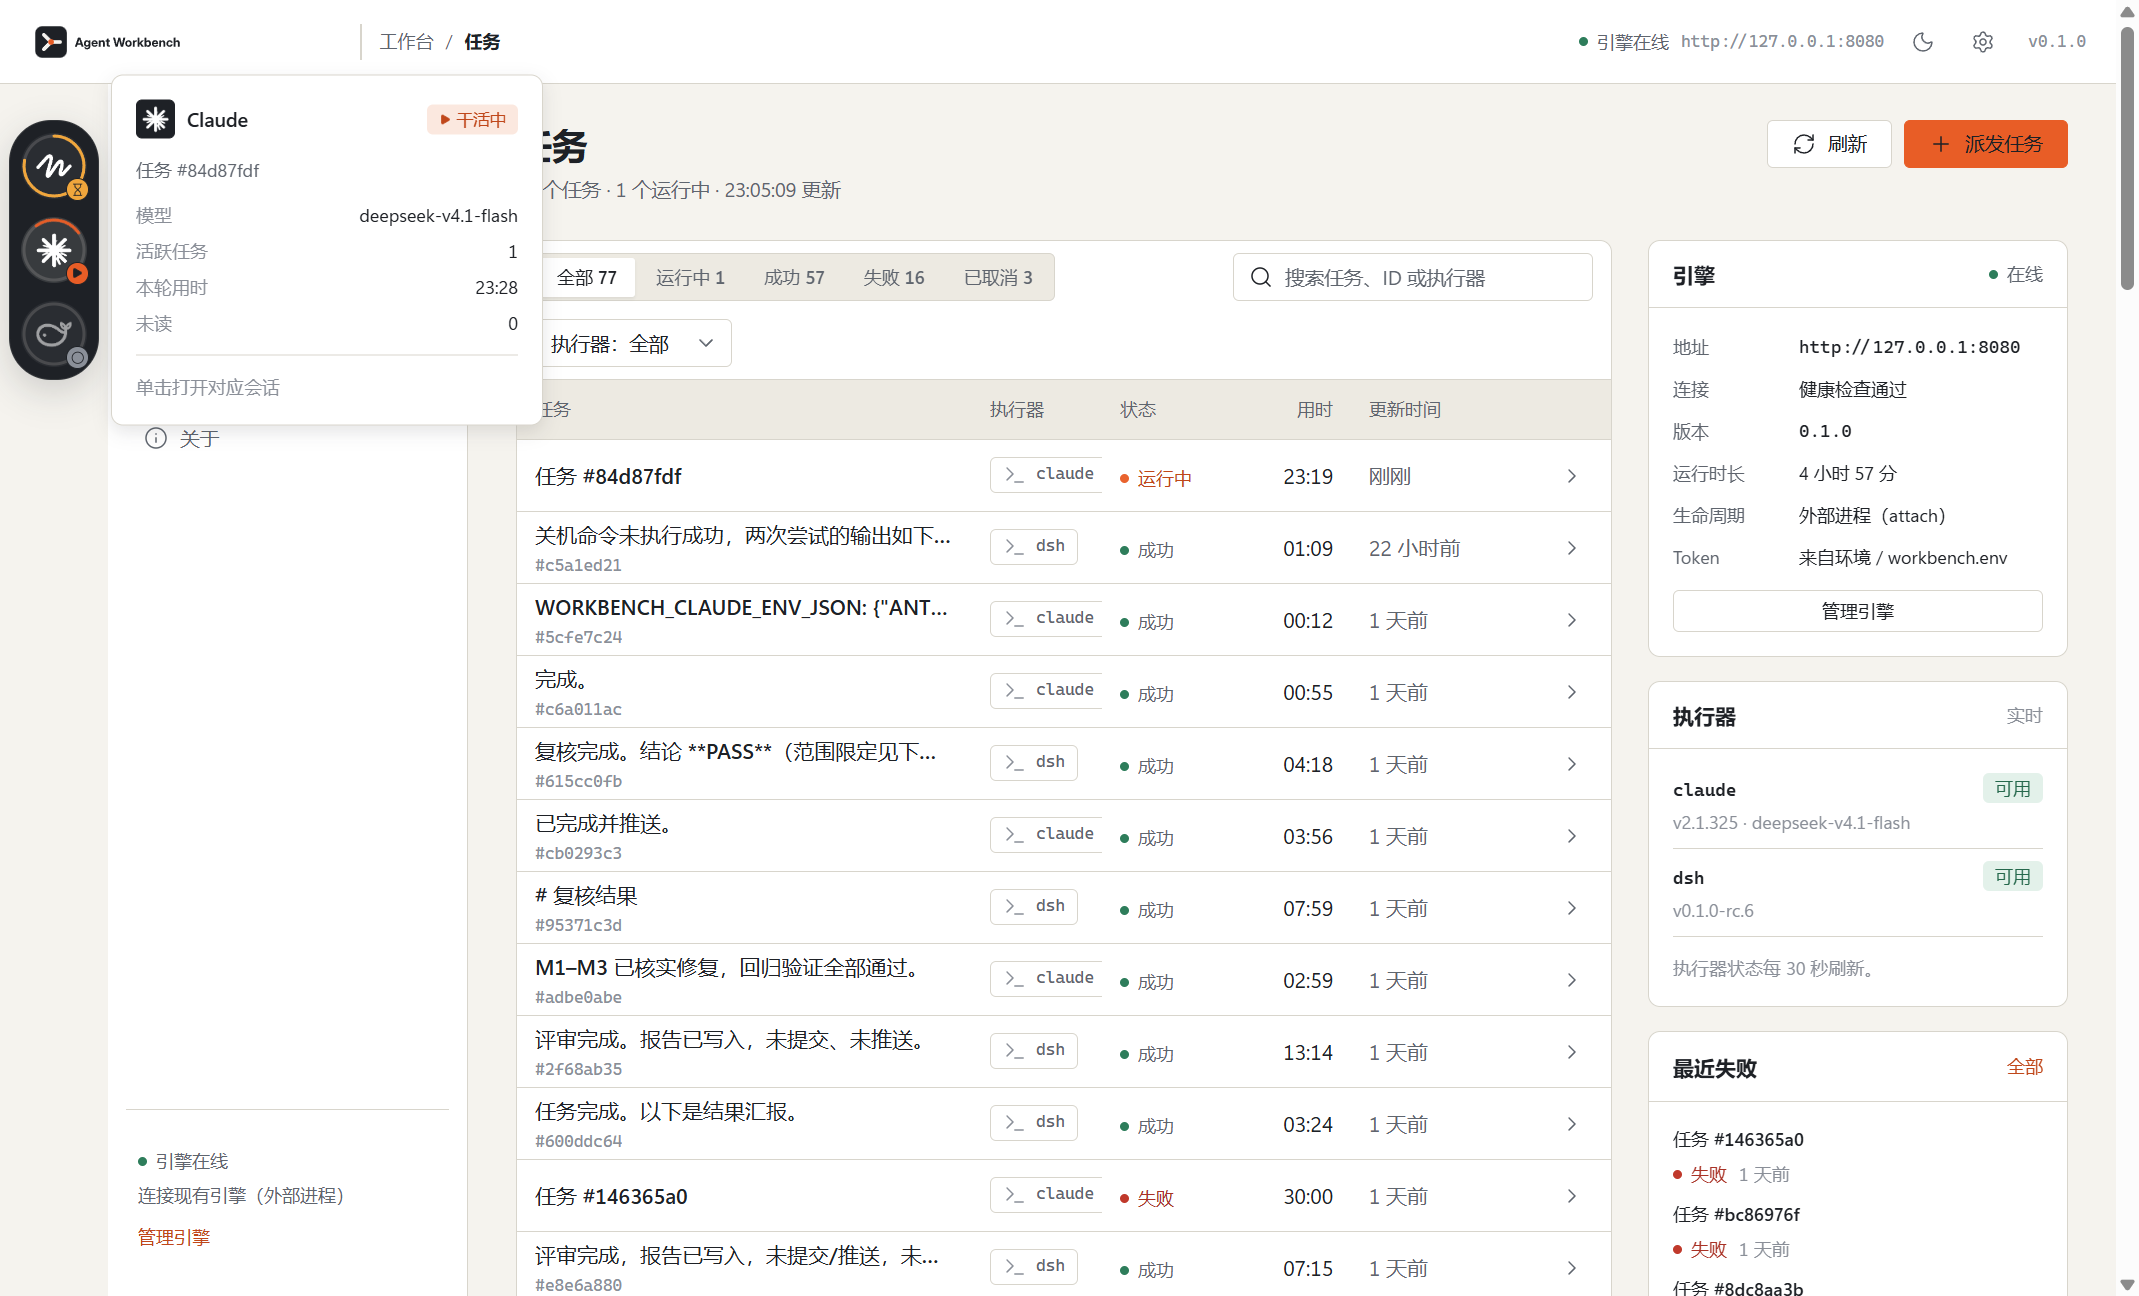 Agent Workbench
工作台 / 任务
引擎在线 http://127.0.0.1:8080
v0.1.0
Claude
干活中
任务 #84d87fdf
模型 deepseek-v4.1-flash
活跃任务 1
本轮用时 23:28
未读 0
单击打开对应会话
关于
引擎在线
连接现有引擎（外部进程）
管理引擎
任务
个任务 · 1 个运行中 · 23:05:09 更新
刷新
派发任务
全部 77 运行中 1 成功 57 失败 16 已取消 3
搜索任务、ID 或执行器
执行器：全部
任务 执行器 状态 用时 更新时间
任务 #84d87fdf claude 运行中 23:19 刚刚
关机命令未执行成功，两次尝试的输出如下... dsh 成功 01:09 22 小时前
#c5a1ed21
WORKBENCH_CLAUDE_ENV_JSON: {"ANT... claude 成功 00:12 1 天前
#5cfe7c24
完成。 claude 成功 00:55 1 天前
#c6a011ac
复核完成。结论 **PASS**（范围限定见下... dsh 成功 04:18 1 天前
#615cc0fb
已完成并推送。 claude 成功 03:56 1 天前
#cb0293c3
# 复核结果 dsh 成功 07:59 1 天前
#95371c3d
M1–M3 已核实修复，回归验证全部通过。 claude 成功 02:59 1 天前
#adbe0abe
评审完成。报告已写入，未提交、未推送。 dsh 成功 13:14 1 天前
#2f68ab35
任务完成。以下是结果汇报。 dsh 成功 03:24 1 天前
#600ddc64
任务 #146365a0 claude 失败 30:00 1 天前
评审完成，报告已写入，未提交/推送，未... dsh 成功 07:15 1 天前
#e8e6a880
引擎 在线
地址 http://127.0.0.1:8080
连接 健康检查通过
版本 0.1.0
运行时长 4 小时 57 分
生命周期 外部进程（attach）
Token 来自环境 / workbench.env
管理引擎
执行器 实时
claude 可用
v2.1.325 · deepseek-v4.1-flash
dsh 可用
v0.1.0-rc.6
执行器状态每 30 秒刷新。
最近失败 全部
任务 #146365a0
失败 1 天前
任务 #bc86976f
失败 1 天前
任务 #8dc8aa3b